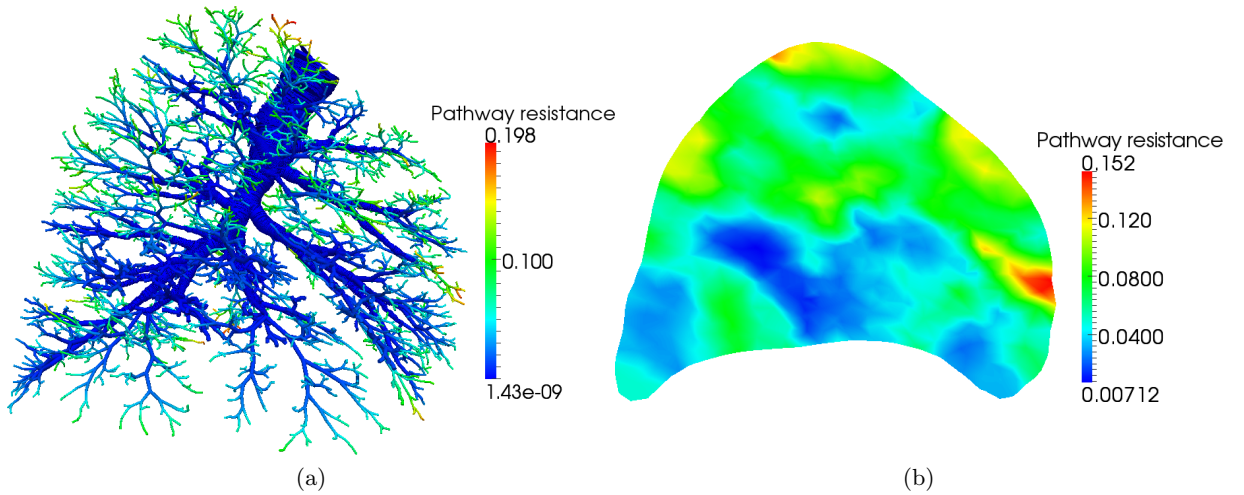 Pathway resistance
0.198
0.100
1.43e-09
(a)
Pathway resistance
0.152
0.120
0.0800
0.0400
0.00712
(b)